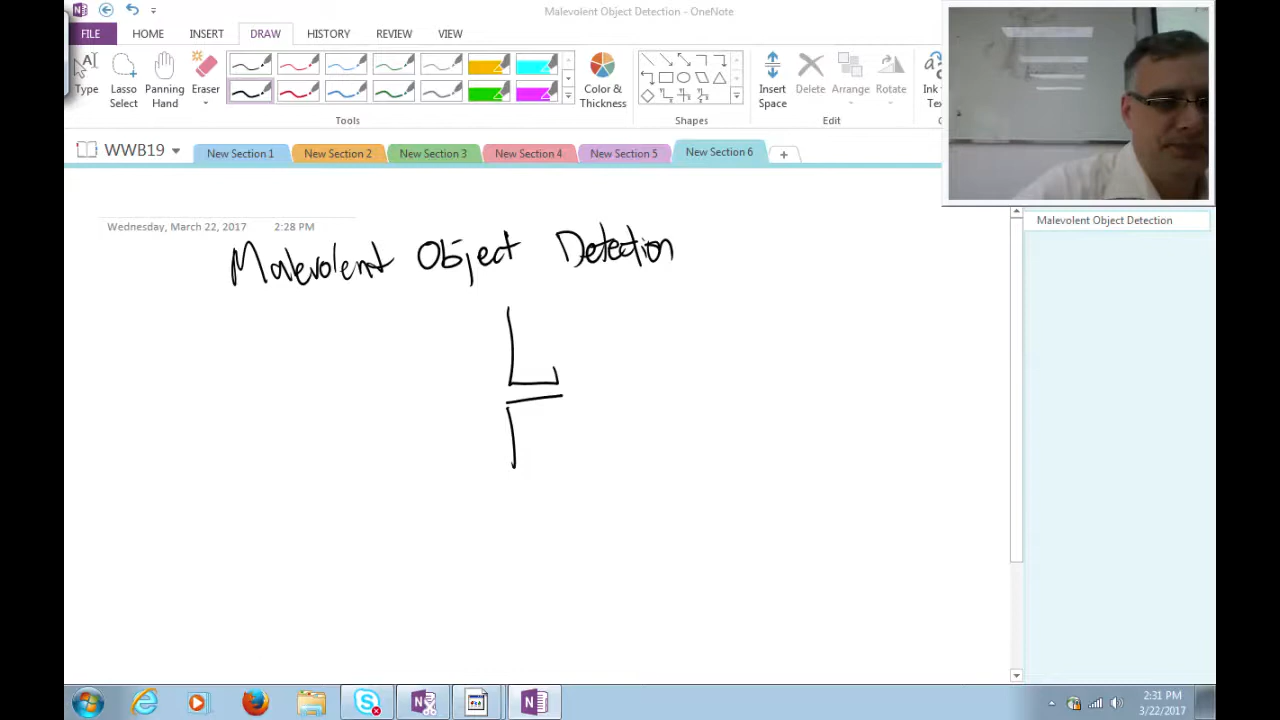 Malevolent Object Detection - OneNote
FILE HOME INSERT DRAW HISTORY REVIEW VIEW
Type
Lasso Select
Panning Hand
Eraser
Color & Thickness
Insert Space
Delete
Arrange
Rotate
Ink to
Tools
Shapes
Edit
WWB19
New Section 1
New Section 2
New Section 3
New Section 4
New Section 5
New Section 6
Malevolent Object Detection
Wednesday, March 22, 2017 2:28 PM
Malevolent Object Detection
2:31 PM
3/22/2017